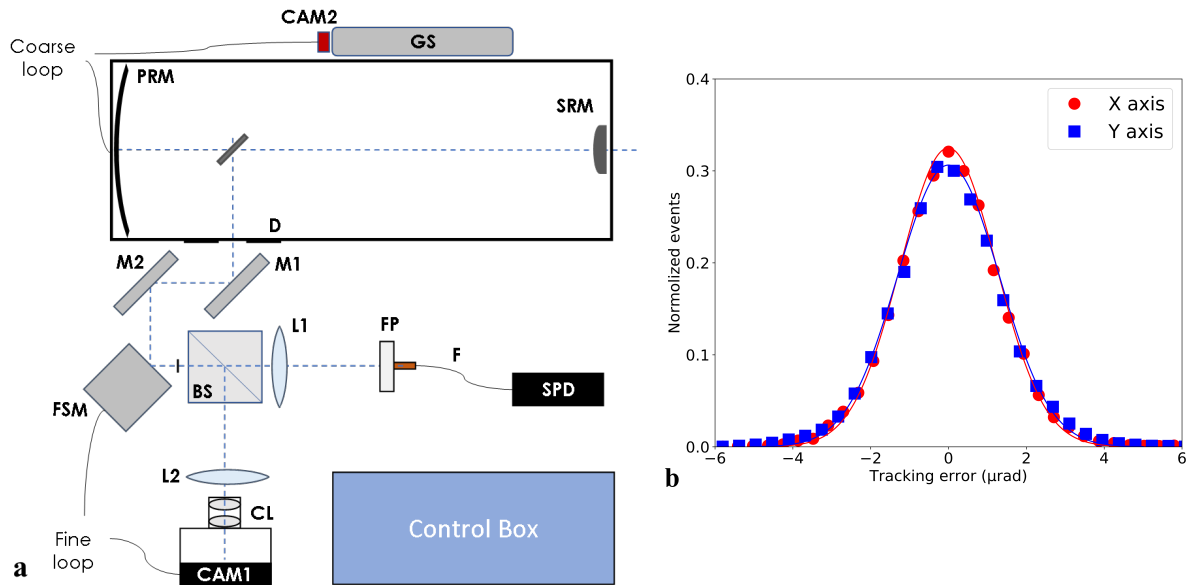 CAM2
GS
Coarse
loop
PRM
SRM
D
M2
M1
L1
FP
F
BS
FSM
SPD
L2
CL
Control Box
Fine
loop
CAM1
a
0.4
0.3
0.2
0.1
0.0
Normolized events
X axis
Y axis
−6
−4
−2
0
2
4
6
Tracking error (μrad)
b